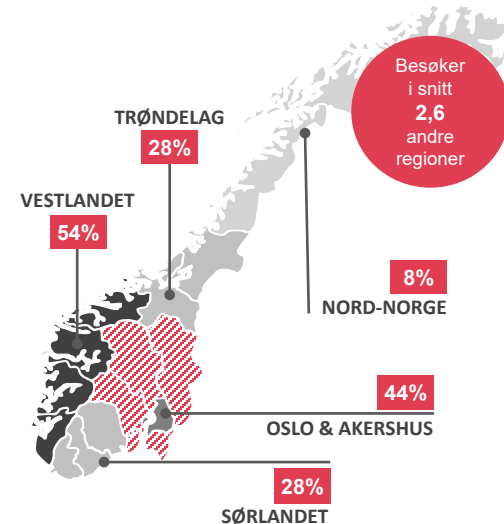 Besøker
i snitt
2,6
andre
regioner
TRØNDELAG
28%
VESTLANDET
54%
8%
NORD-NORGE
44%
OSLO & AKERSHUS
28%
SØRLANDET